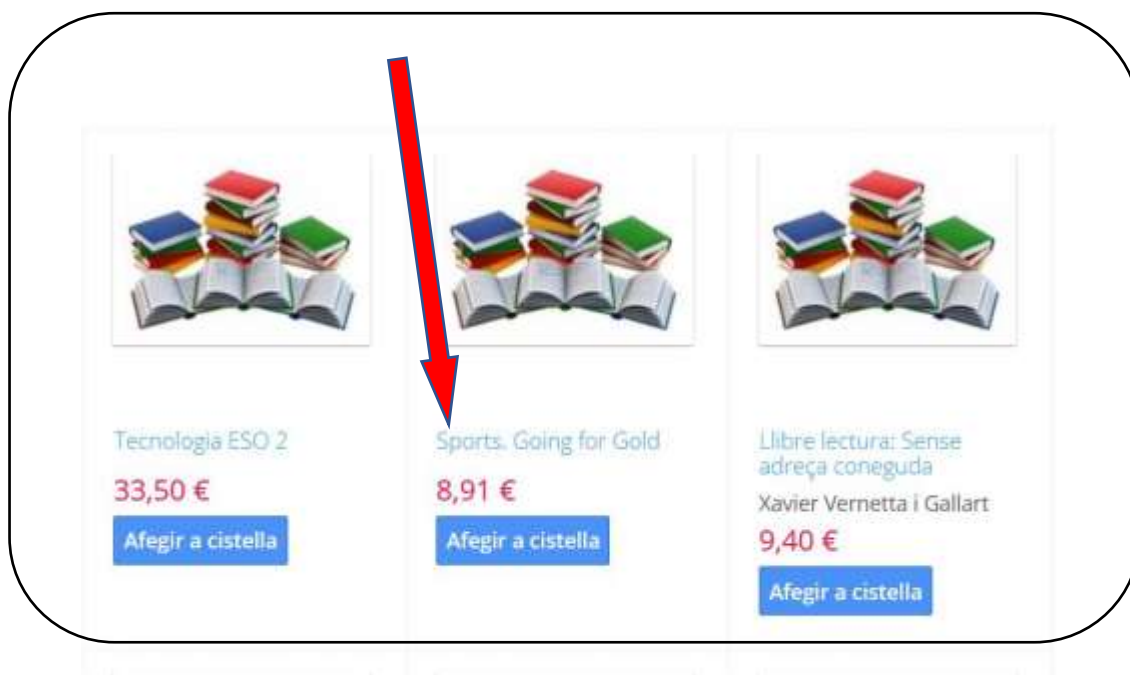 Tecnologia ESO 2
33,50 €
Afegir a cistella
Sports. Going for Gold
8,91 €
Afegir a cistella
Llibre lectura: Sense
adreça coneguda
Xavier Vernetta i Gallart
9,40 €
Afegir a cistella